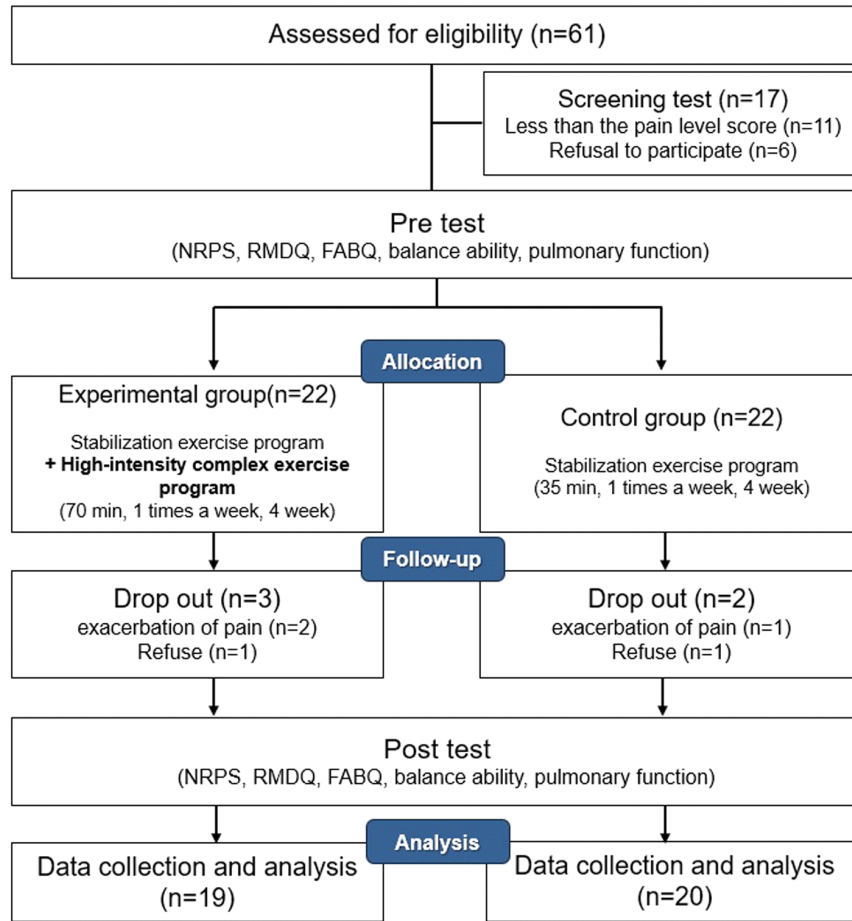 Assessed for eligibility (n=61)
Screening test (n=17)
Less than the pain level score (n=11)
Refusal to participate (n=6)
Pre test
(NRPS, RMDQ, FABQ, balance ability, pulmonary function)
Allocation
Experimental group(n=22)
Stabilization exercise program
+ High-intensity complex exercise
program
(70 min, 1 times a week, 4 week)
Control group (n=22)
Stabilization exercise program
(35 min, 1 times a week, 4 week)
Follow-up
Drop out (n=3)
exacerbation of pain (n=2)
Refuse (n=1)
Drop out (n=2)
exacerbation of pain (n=1)
Refuse (n=1)
Post test
(NRPS, RMDQ, FABQ, balance ability, pulmonary function)
Analysis
Data collection and analysis
(n=19)
Data collection and analysis
(n=20)